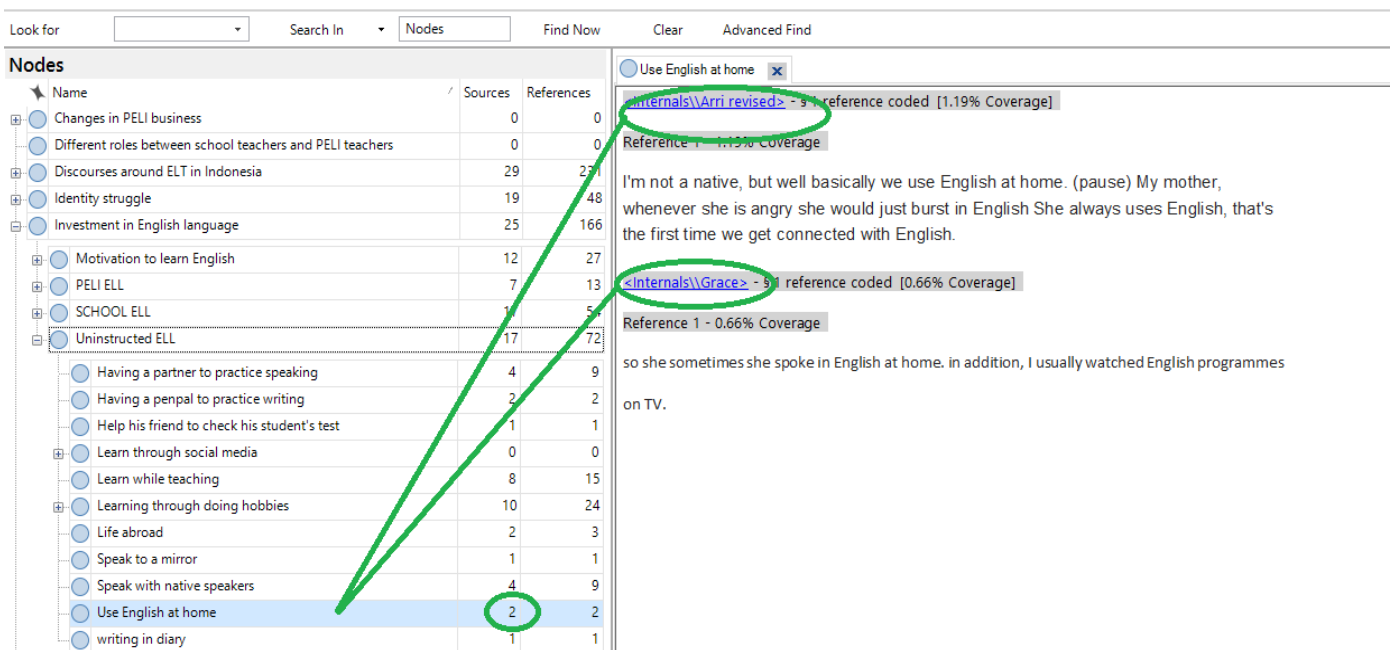 Look for Search In Nodes Find Now Clear Advanced Find
Nodes
Name Sources References
Changes in PELI business 0 0
Different roles between school teachers and PELI teachers 0 0
Discourses around ELT in Indonesia 29 231
Identity struggle 19 48
Investment in English language 25 166
Motivation to learn English 12 27
PELI ELL 7 13
SCHOOL ELL 54
Uninstructed ELL 17 72
Having a partner to practice speaking 4 9
Having a penpal to practice writing 2 2
Help his friend to check his student's test 1 1
Learn through social media 0 0
Learn while teaching 8 15
Learning through doing hobbies 10 24
Life abroad 2 3
Speak to a mirror 1 1
Speak with native speakers 4 9
Use English at home 2 2
writing in diary 1 1
Use English at home
<Internals\\Arri revised> - § 1 reference coded [1.19% Coverage]
Reference 1 - 1.19% Coverage
I'm not a native, but well basically we use English at home. (pause) My mother,
whenever she is angry she would just burst in English She always uses English, that's
the first time we get connected with English.
<Internals\\Grace> - § 1 reference coded [0.66% Coverage]
Reference 1 - 0.66% Coverage
so she sometimes she spoke in English at home. in addition, I usually watched English programmes
on TV.